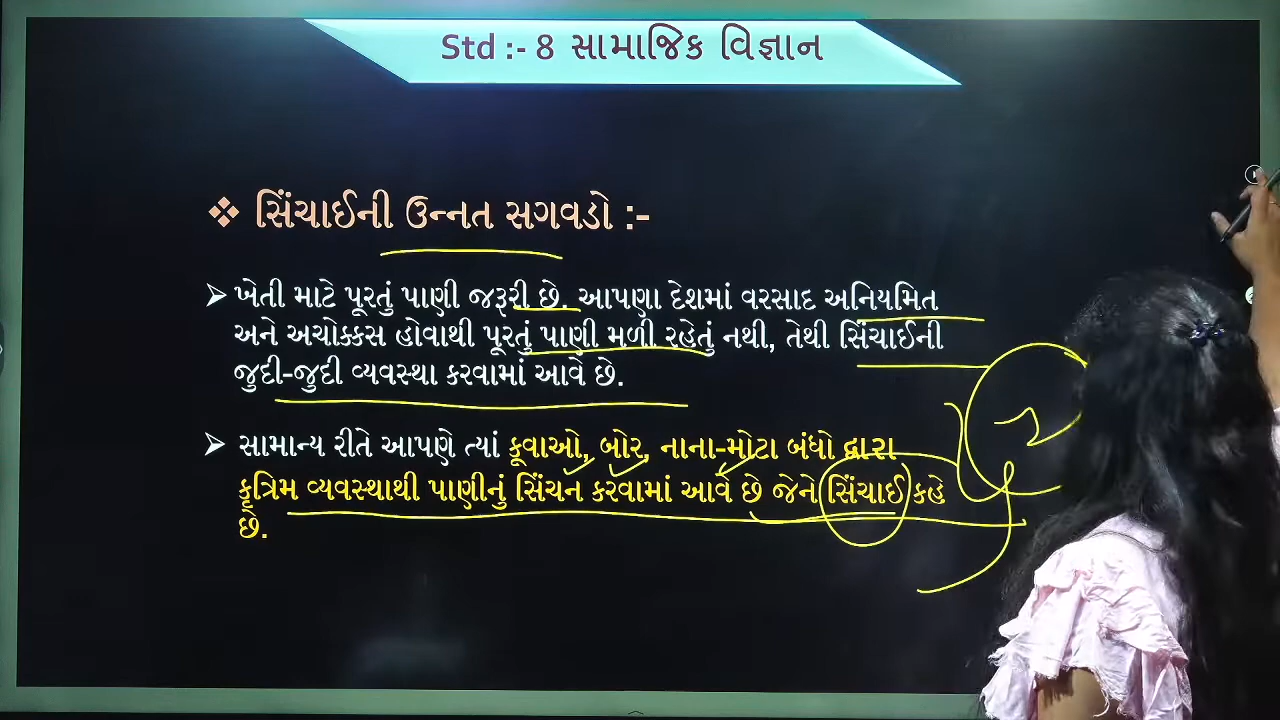 Std :- 8 સામાજિક વિજ્ઞાન
❖ સિંચાઈની ઉન્નત સગવડો :-
➢ ખેતી માટે પૂરતું પાણી જરૂરી છે. આપણા દેશમાં વરસાદ અનિયમિત
અને અચોક્કસ હોવાથી પૂરતું પાણી મળી રહેતું નથી, તેથી સિંચાઈની
જુદી-જુદી વ્યવસ્થા કરવામાં આવે છે.
➢ સામાન્ય રીતે આપણે ત્યાં કૂવાઓ, બોર, નાના-મોટા બંધો દ્વારા
કૃત્રિમ વ્યવસ્થાથી પાણીનું સિંચન કરવામાં આવે છે જેને સિંચાઈ કહે
છે.